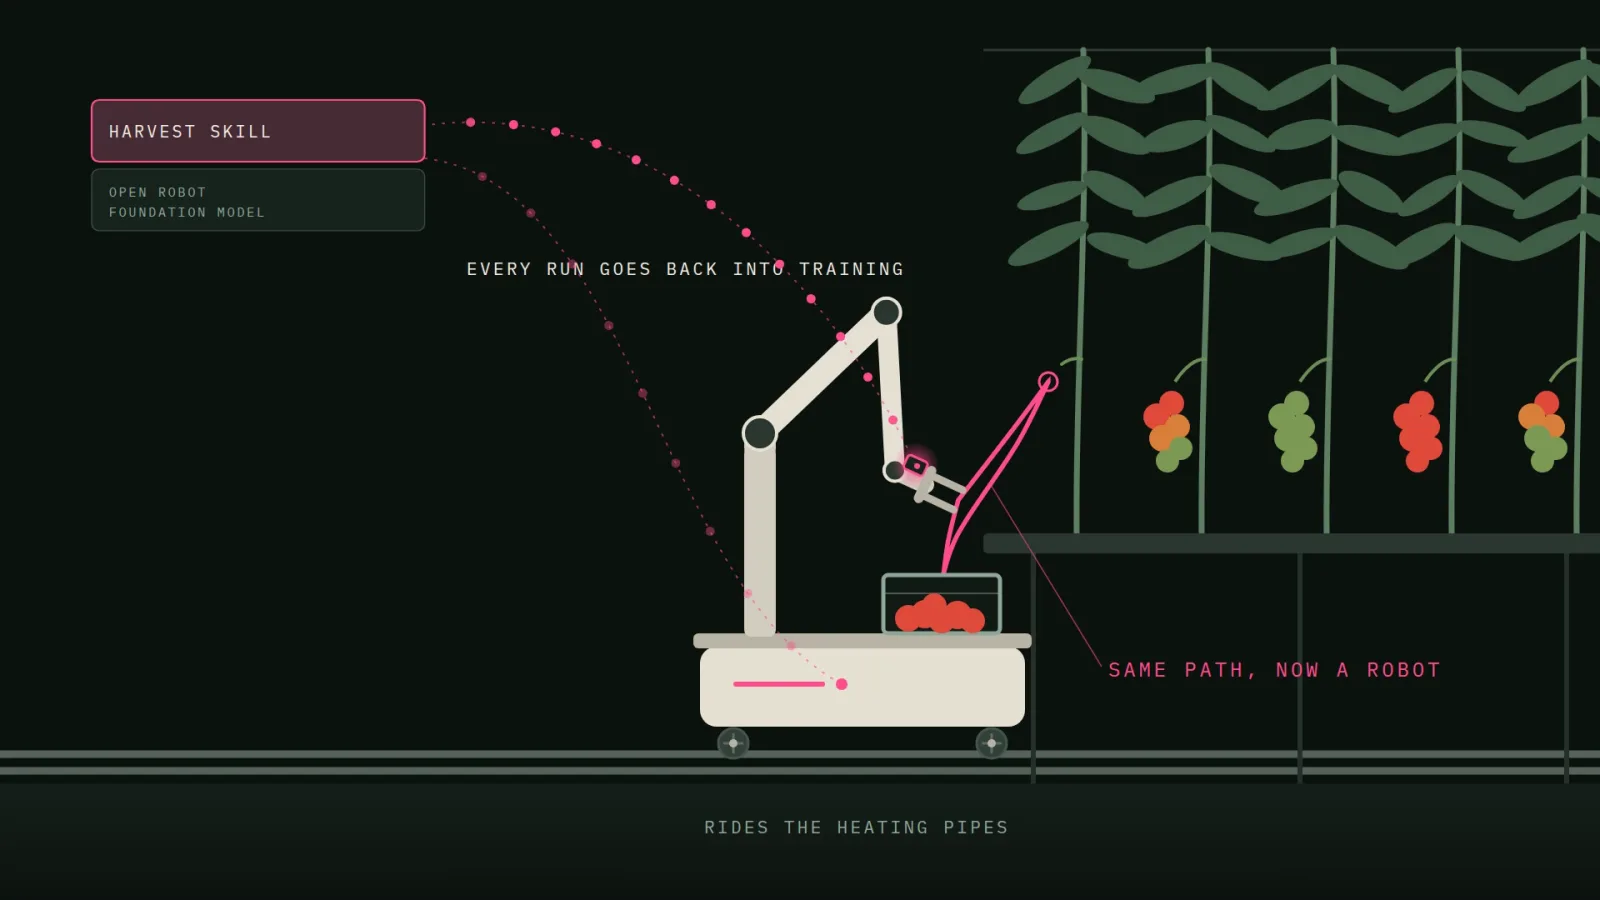 HARVEST SKILL
OPEN ROBOT
FOUNDATION MODEL
EVERY RUN GOES BACK INTO TRAINING
SAME PATH, NOW A ROBOT
RIDES THE HEATING PIPES